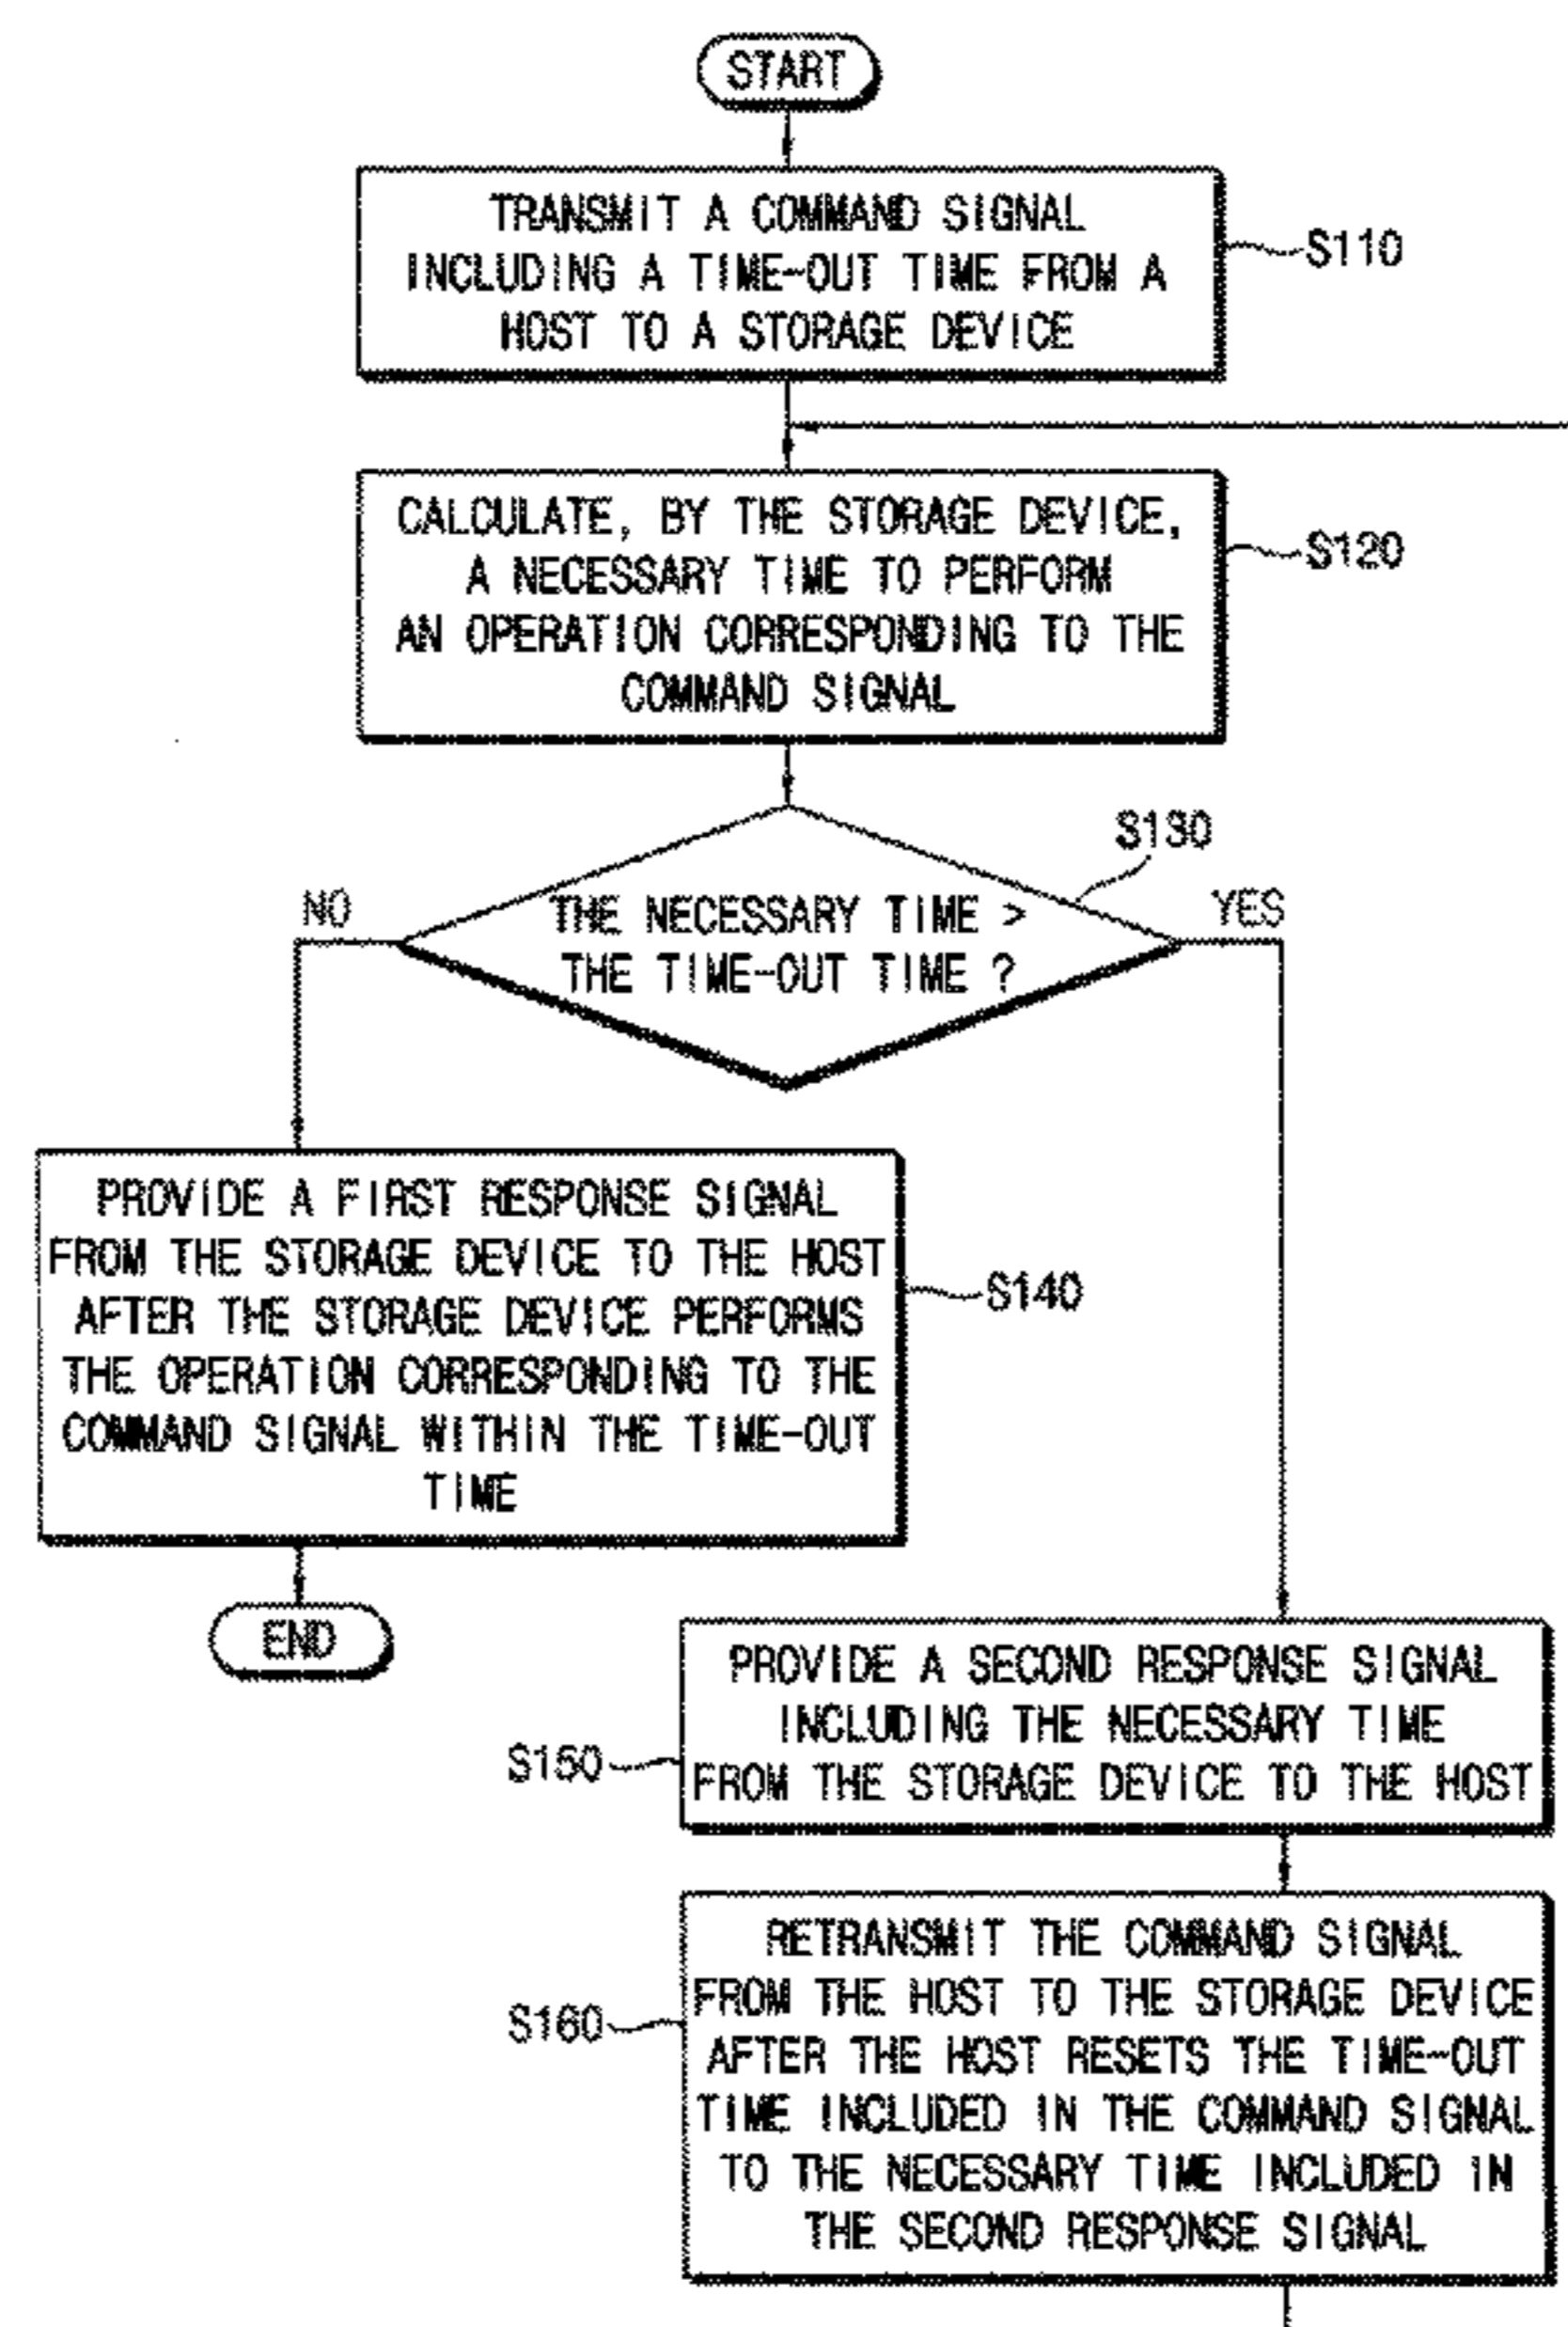 START
TRANSMIT A COMMAND SIGNAL
INCLUDING A TIME-OUT TIME FROM A
HOST TO A STORAGE DEVICE
S110
CALCULATE, BY THE STORAGE DEVICE,
A NECESSARY TIME TO PERFORM
AN OPERATION CORRESPONDING TO THE
COMMAND SIGNAL
S120
S130
NO
THE NECESSARY TIME >
THE TIME-OUT TIME ?
YES
PROVIDE A FIRST RESPONSE SIGNAL
FROM THE STORAGE DEVICE TO THE HOST
AFTER THE STORAGE DEVICE PERFORMS
THE OPERATION CORRESPONDING TO THE
COMMAND SIGNAL WITHIN THE TIME-OUT
TIME
S140
END
PROVIDE A SECOND RESPONSE SIGNAL
INCLUDING THE NECESSARY TIME
FROM THE STORAGE DEVICE TO THE HOST
S150
RETRANSMIT THE COMMAND SIGNAL
FROM THE HOST TO THE STORAGE DEVICE
AFTER THE HOST RESETS THE TIME-OUT
TIME INCLUDED IN THE COMMAND SIGNAL
TO THE NECESSARY TIME INCLUDED IN
THE SECOND RESPONSE SIGNAL
S160